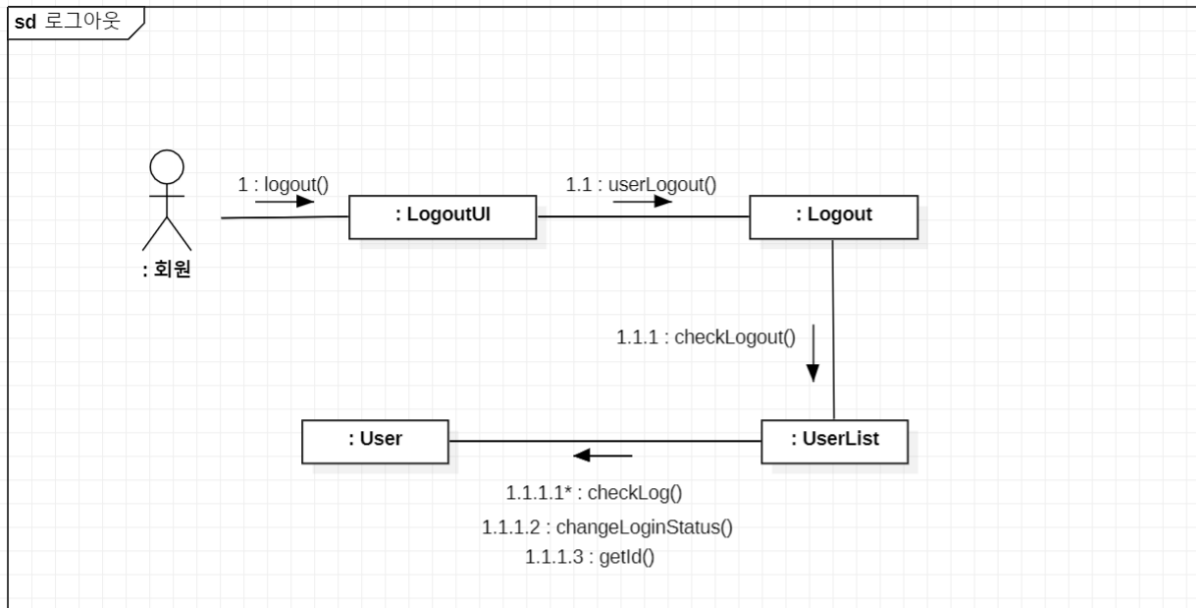 sd 로그아웃
1 : logout()
1.1 : userLogout()
: LogoutUI
: Logout
: 회원
1.1.1 : checkLogout()
: User
: UserList
1.1.1.1* : checkLog()
1.1.1.2 : changeLoginStatus()
1.1.1.3 : getId()